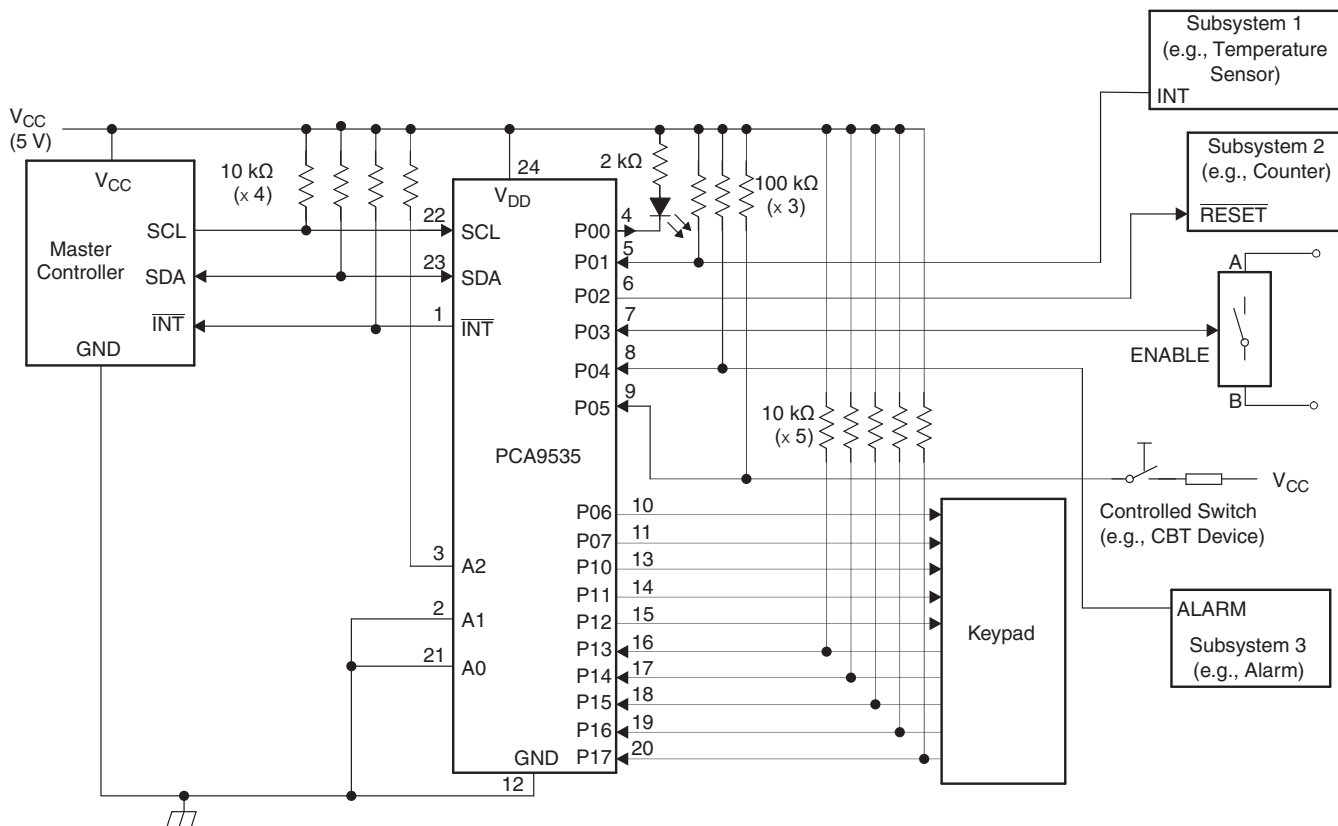 Subsystem 1
(e.g., Temperature
Sensor)
INT
VCC
(5 V)
Subsystem 2
(e.g., Counter)
RESET
VCC
Master
Controller
SCL
SDA
INT
GND
10 kΩ
(x 4)
22
23
1
3
2
21
24
VDD
SCL
SDA
INT
PCA9535
A2
A1
A0
GND
12
2 kΩ
100 kΩ
(x 3)
P00
4
P01
5
P02
6
P03
7
P04
8
P05
9
A
ENABLE
B
10 kΩ
(x 5)
VCC
Controlled Switch
(e.g., CBT Device)
P06
10
P07
11
P10
13
P11
14
P12
15
P13
16
P14
17
P15
18
P16
19
P17
20
Keypad
ALARM
Subsystem 3
(e.g., Alarm)